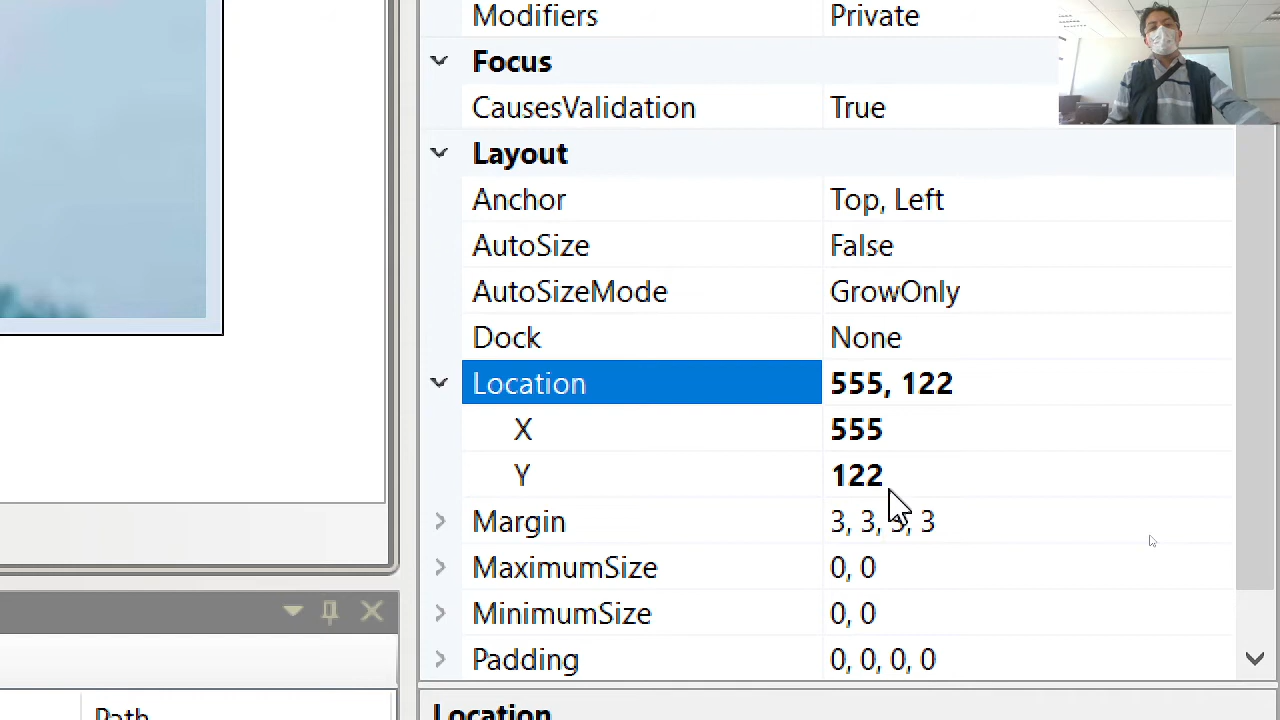 Modifiers Private
Focus
CausesValidation True
Layout
Anchor Top, Left
AutoSize False
AutoSizeMode GrowOnly
Dock None
Location 555, 122
X 555
Y 122
Margin 3, 3, 3, 3
MaximumSize 0, 0
MinimumSize 0, 0
Padding 0, 0, 0, 0
Path
Location